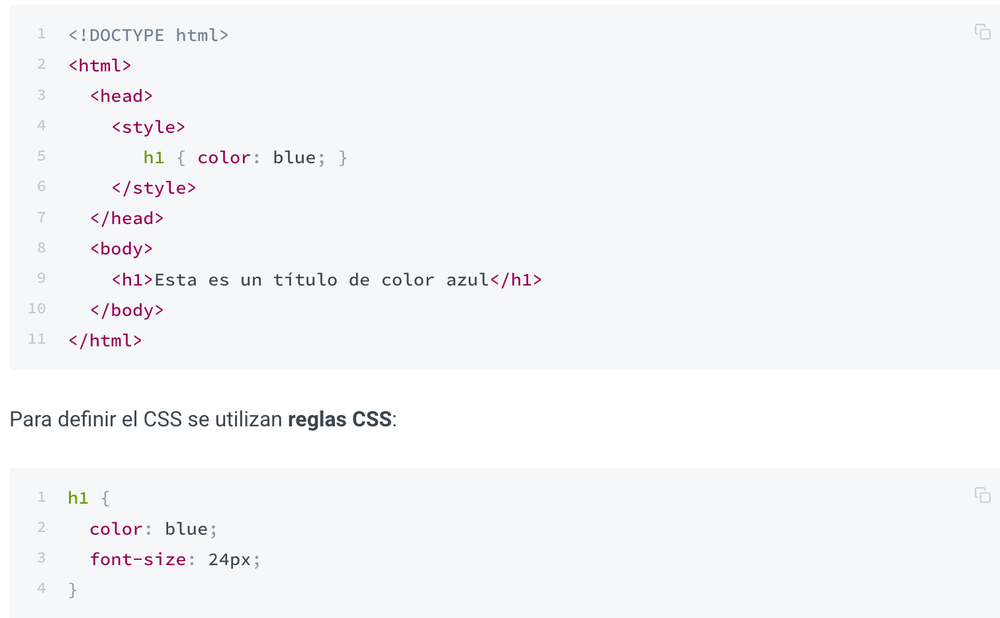 1 <!DOCTYPE html>
2 <html>
3   <head>
4     <style>
5        h1 { color: blue; }
6     </style>
7   </head>
8   <body>
9     <h1>Esta es un título de color azul</h1>
10   </body>
11 </html>
Para definir el CSS se utilizan reglas CSS:
1 h1 {
2   color: blue;
3   font-size: 24px;
4 }